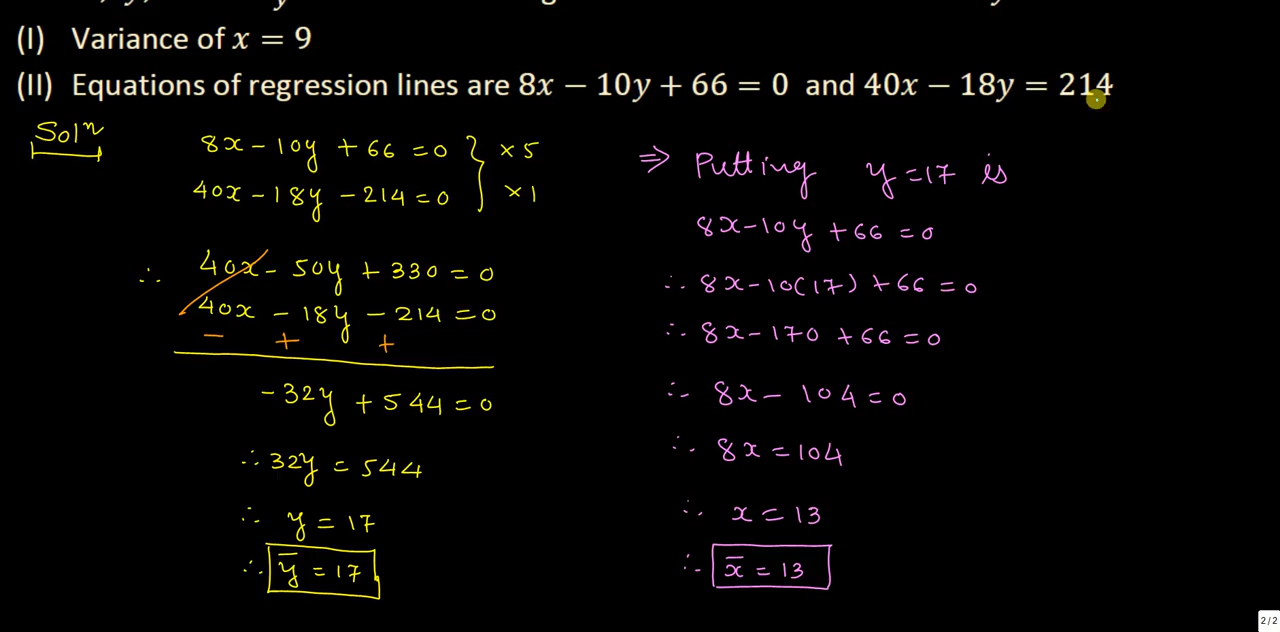 (I) Variance of x = 9
(II) Equations of regression lines are 8x − 10y + 66 = 0 and 40x − 18y = 214
Solⁿ
8x − 10y + 66 = 0 } × 5
40x − 18y − 214 = 0 } × 1
∴ 40x − 50y + 330 = 0
40x − 18y − 214 = 0
− + +
−32y + 544 = 0
∴ 32y = 544
∴ y = 17
∴ y̅ = 17
⇒ Putting y = 17 is
8x − 10y + 66 = 0
∴ 8x − 10(17) + 66 = 0
∴ 8x − 170 + 66 = 0
∴ 8x − 104 = 0
∴ 8x = 104
∴ x = 13
∴ x̅ = 13
2/2